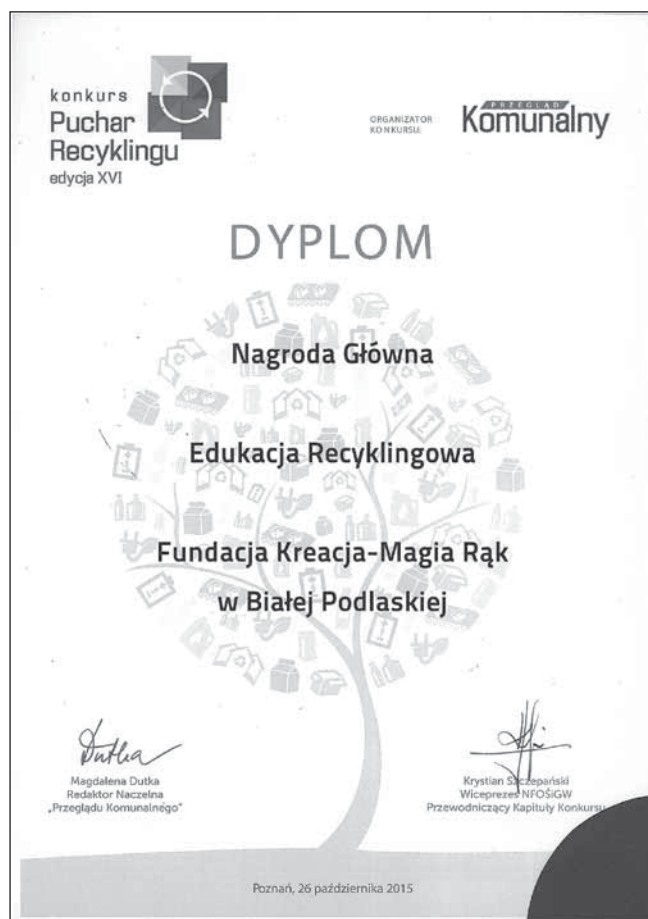 konkurs
Puchar
Recyklingu
edycja XVI
ORGANIZATOR
KONKURSU:
PRZEGLĄD
Komunalny
DYPLOM
Nagroda Główna
Edukacja Recyklingowa
Fundacja Kreacja-Magia Rąk
w Białej Podlaskiej
Dutka
Magdalena Dutka
Redaktor Naczelna
„Przeglądu Komunalnego"
Krystian Szczepański
Wiceprezes NFOŚiGW
Przewodniczący Kapituły Konkursu
Poznań, 26 października 2015